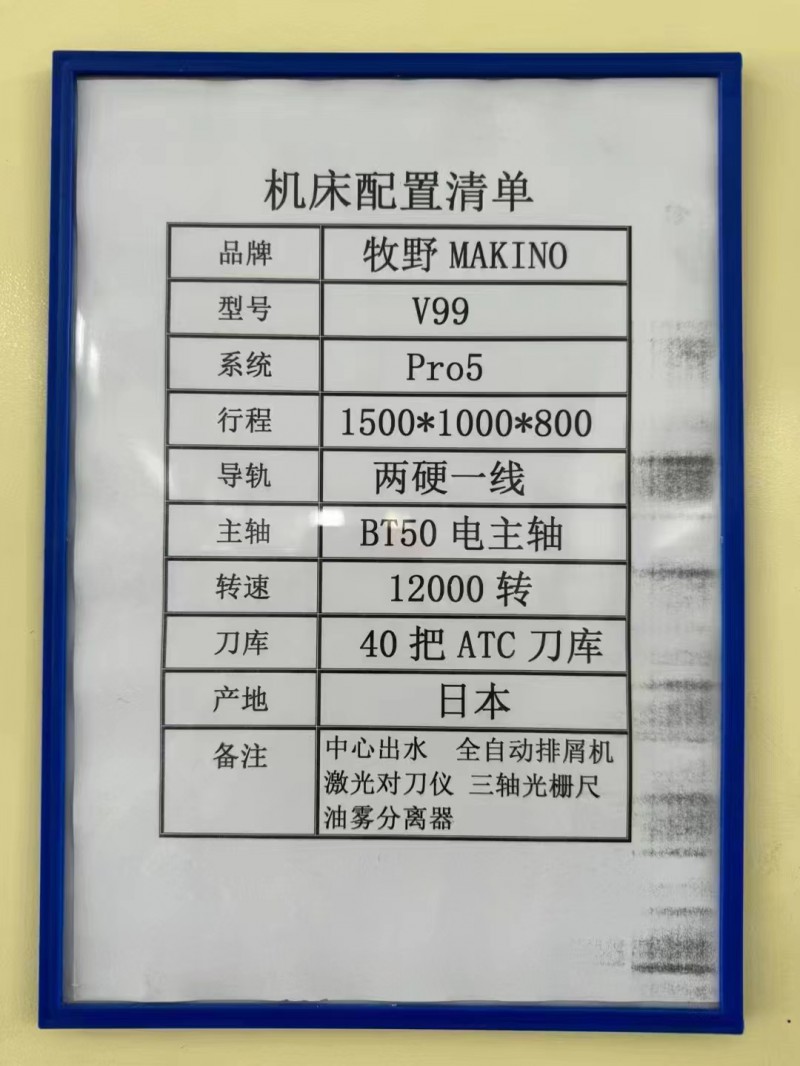 机床配置清单
品牌 牧野 MAKINO
型号 V99
系统 Pro5
行程 1500*1000*800
导轨 两硬一线
主轴 BT50 电主轴
转速 12000 转
刀库 40 把 ATC 刀库
产地 日本
备注 中心出水 全自动排屑机
激光对刀仪 三轴光栅尺
油雾分离器